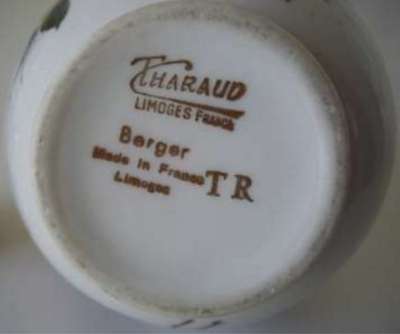 THARAUD
LIMOGES FRANCE
Berger
Made in France
Limoges
TR